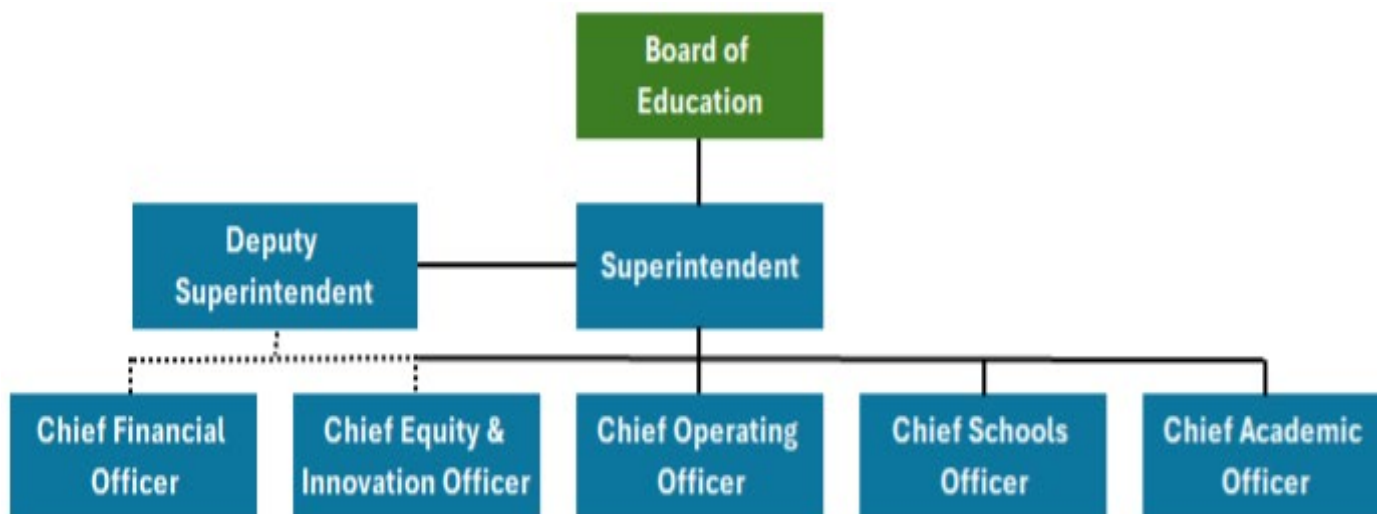 Board of
Education
Deputy
Superintendent
Superintendent
Chief Financial
Officer
Chief Equity &
Innovation Officer
Chief Operating
Officer
Chief Schools
Officer
Chief Academic
Officer